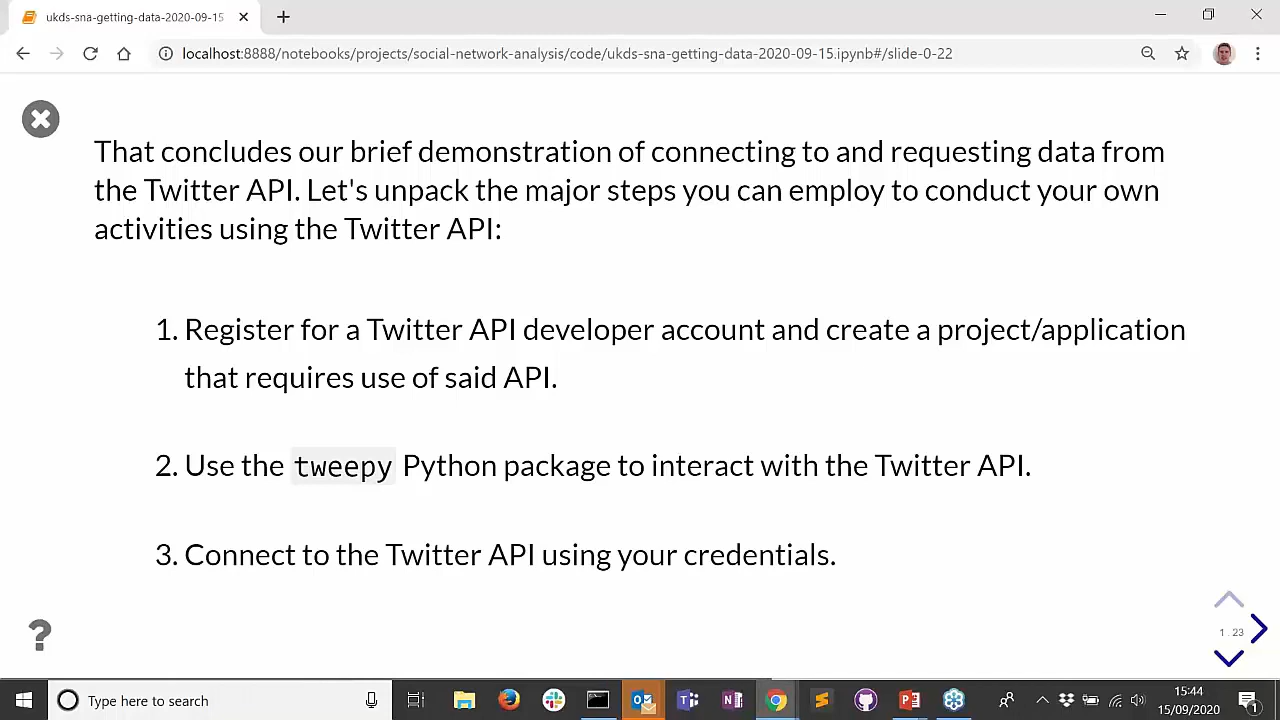 ukds-sna-getting-data-2020-09-15
localhost:8888/notebooks/projects/social-network-analysis/code/ukds-sna-getting-data-2020-09-15.ipynb#/slide-0-22
That concludes our brief demonstration of connecting to and requesting data from
the Twitter API. Let's unpack the major steps you can employ to conduct your own
activities using the Twitter API:
1. Register for a Twitter API developer account and create a project/application
that requires use of said API.
2. Use the tweepy Python package to interact with the Twitter API.
3. Connect to the Twitter API using your credentials.
1.23
Type here to search
15:44
15/09/2020
1